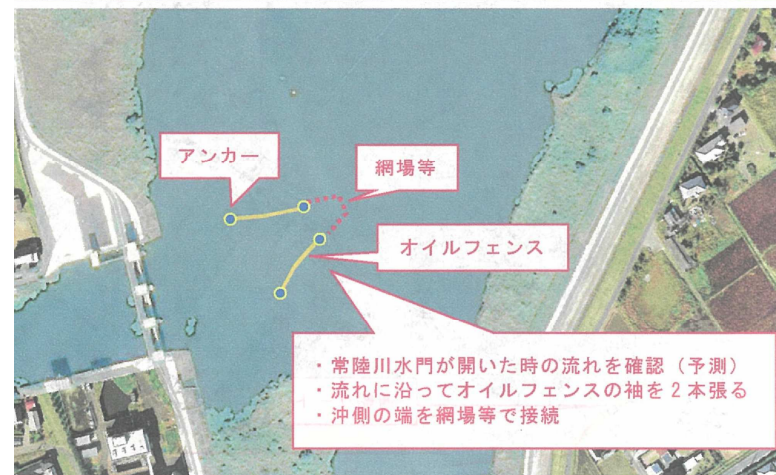 アンカー
網場等
オイルフェンス
・常陸川水門が開いた時の流れを確認（予測）
・流れに沿ってオイルフェンスの袖を2本張る
・沖側の端を網場等で接続